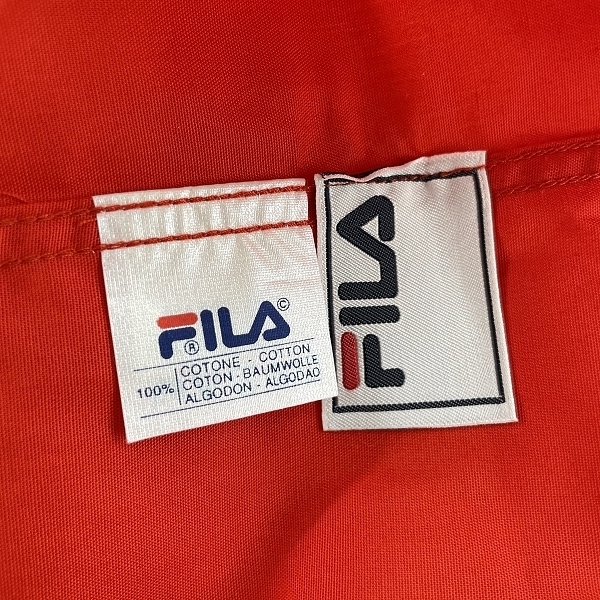 FILA ©
®
100% COTONE - COTTON
COTON - BAUMWOLLE
ALGODON - ALGODAO
FILA